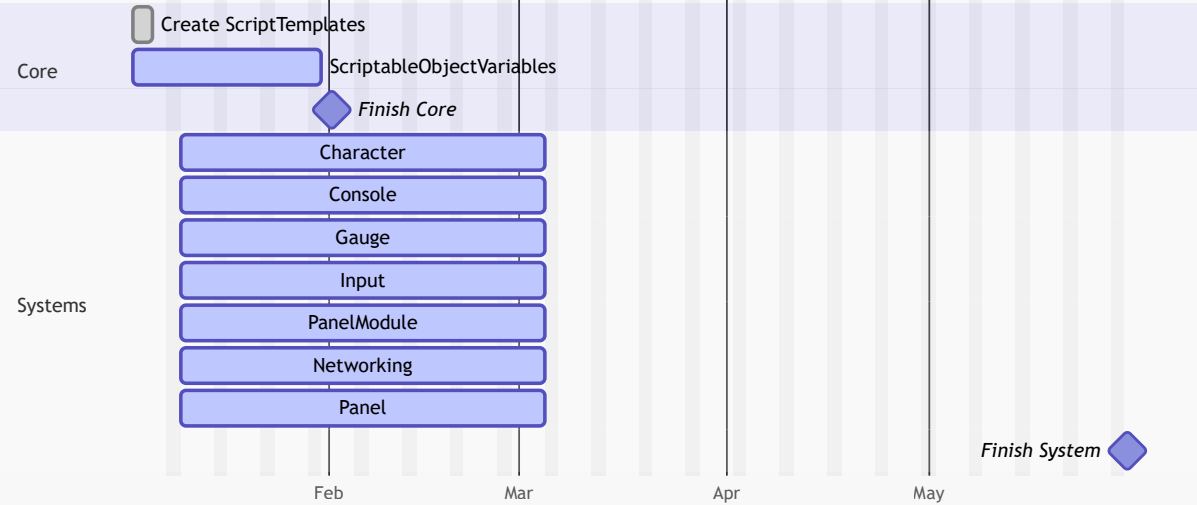 Create ScriptTemplates
Core
ScriptableObjectVariables
Finish Core
Character
Console
Gauge
Input
Systems
PanelModule
Networking
Panel
Finish System
Feb Mar Apr May